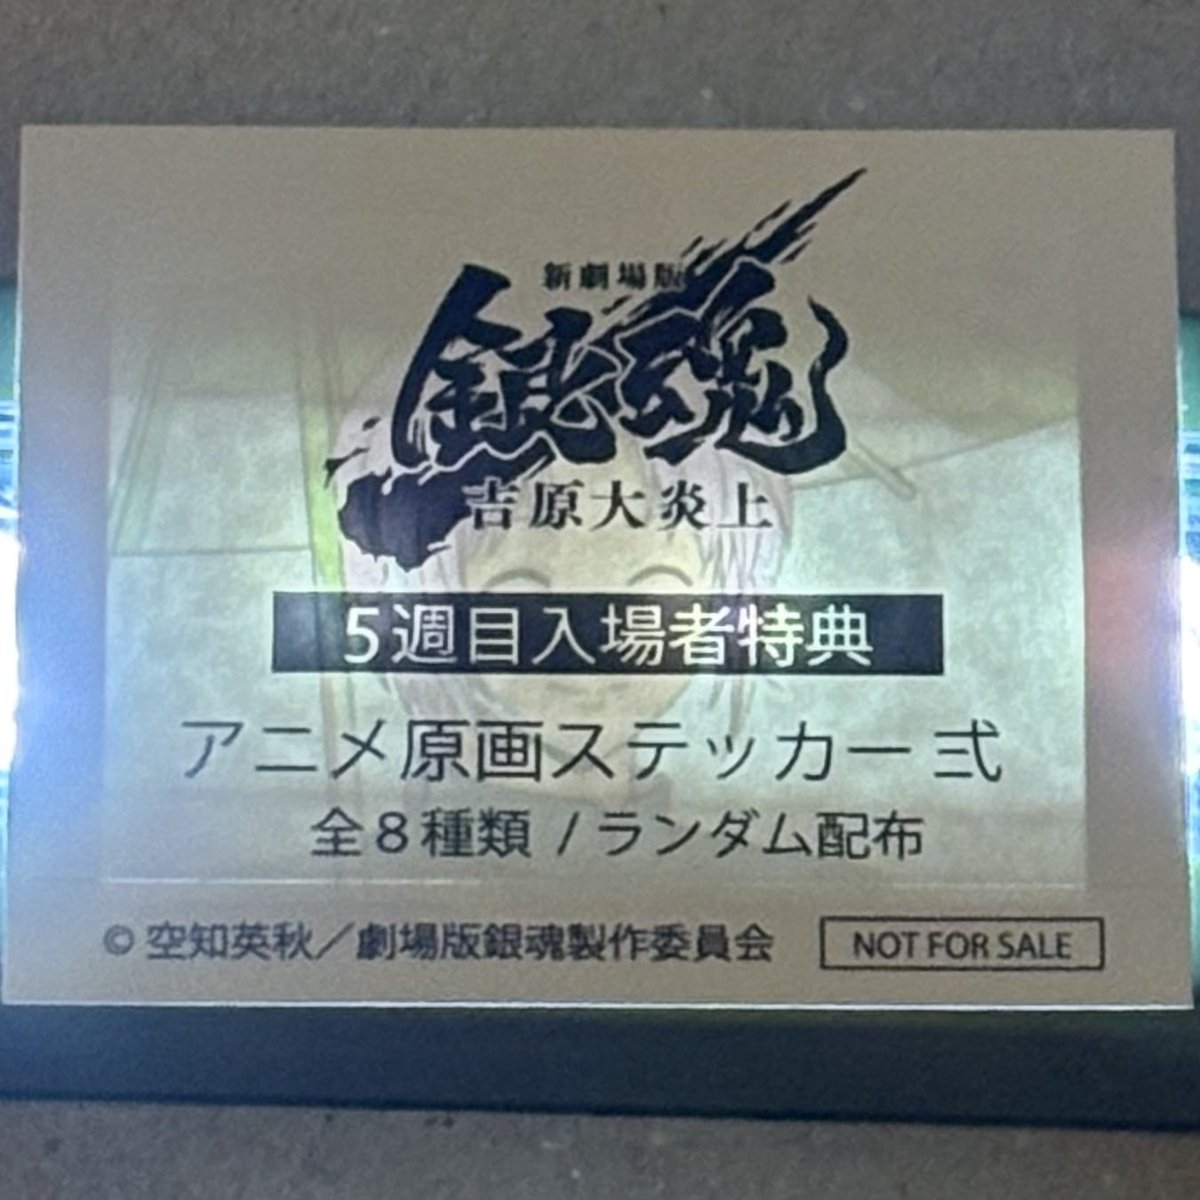 新劇場版
銀魂
吉原大炎上
5週目入場者特典
アニメ原画ステッカー 弐
全8種類 / ランダム配布
© 空知英秋／劇場版銀魂製作委員会
NOT FOR SALE